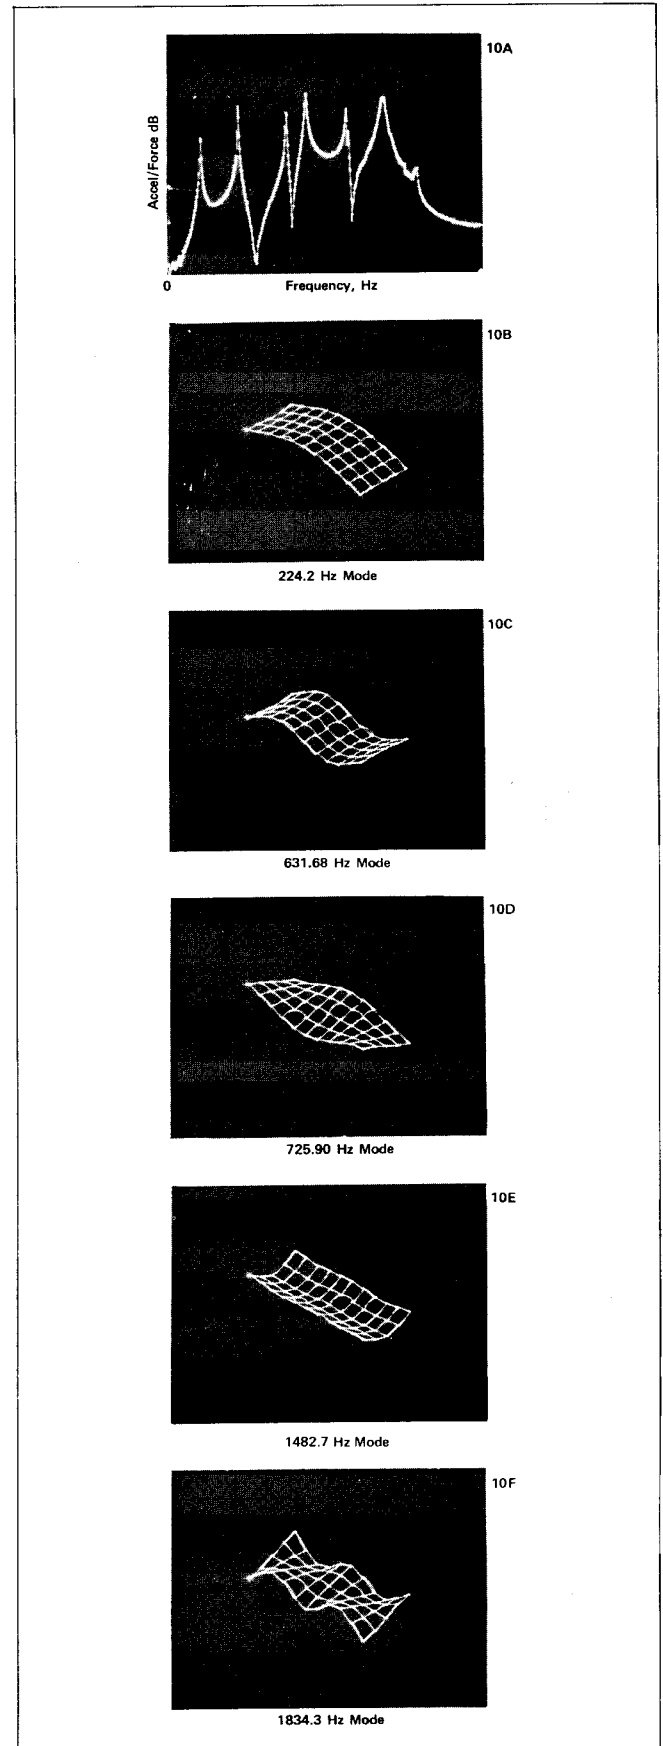 10A
Accel/Force dB
0
Frequency, Hz
10B
224.2 Hz Mode
10C
631.68 Hz Mode
10D
725.90 Hz Mode
10E
1482.7 Hz Mode
10F
1834.3 Hz Mode